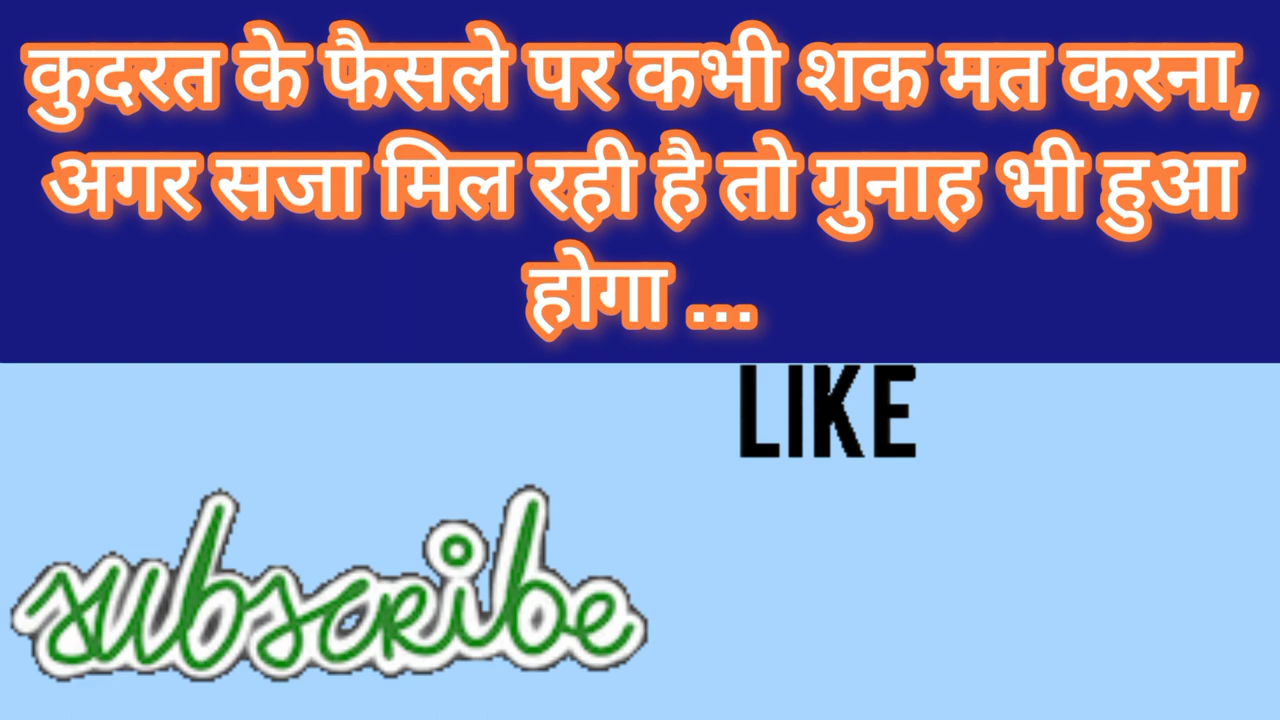 कुदरत के फैसले पर कभी शक मत करना,
अगर सजा मिल रही है तो गुनाह भी हुआ
होगा ...
LIKE
subscribe